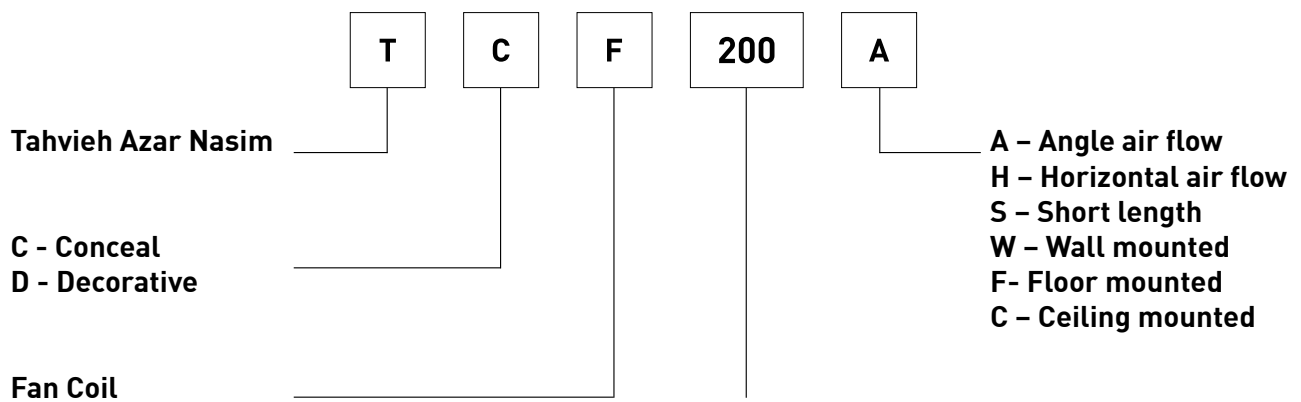 T C F 200 A
Tahvieh Azar Nasim
C - Conceal
D - Decorative
Fan Coil
A – Angle air flow
H – Horizontal air flow
S – Short length
W – Wall mounted
F- Floor mounted
C – Ceiling mounted